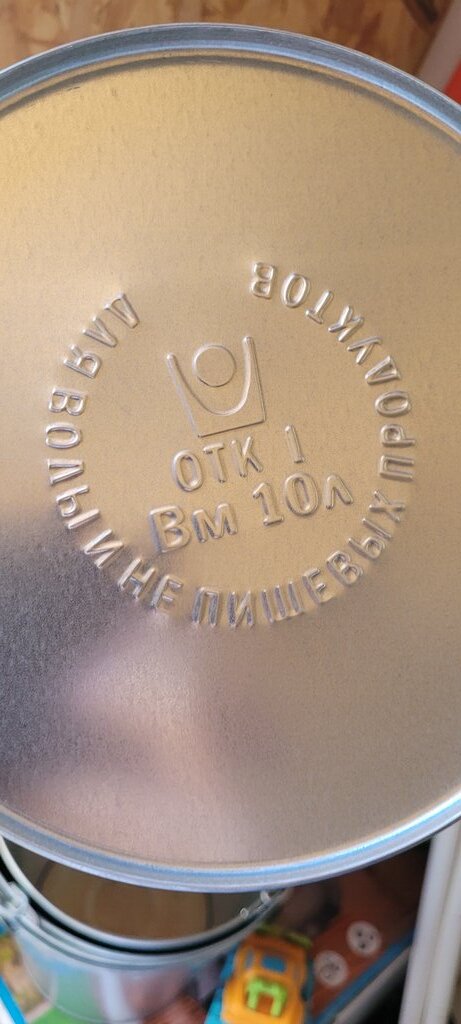 ДЛЯ ВОДЫ И НЕ ПИЩЕВЫХ ПРОДУКТОВ
ОТК 1
Вм 10л